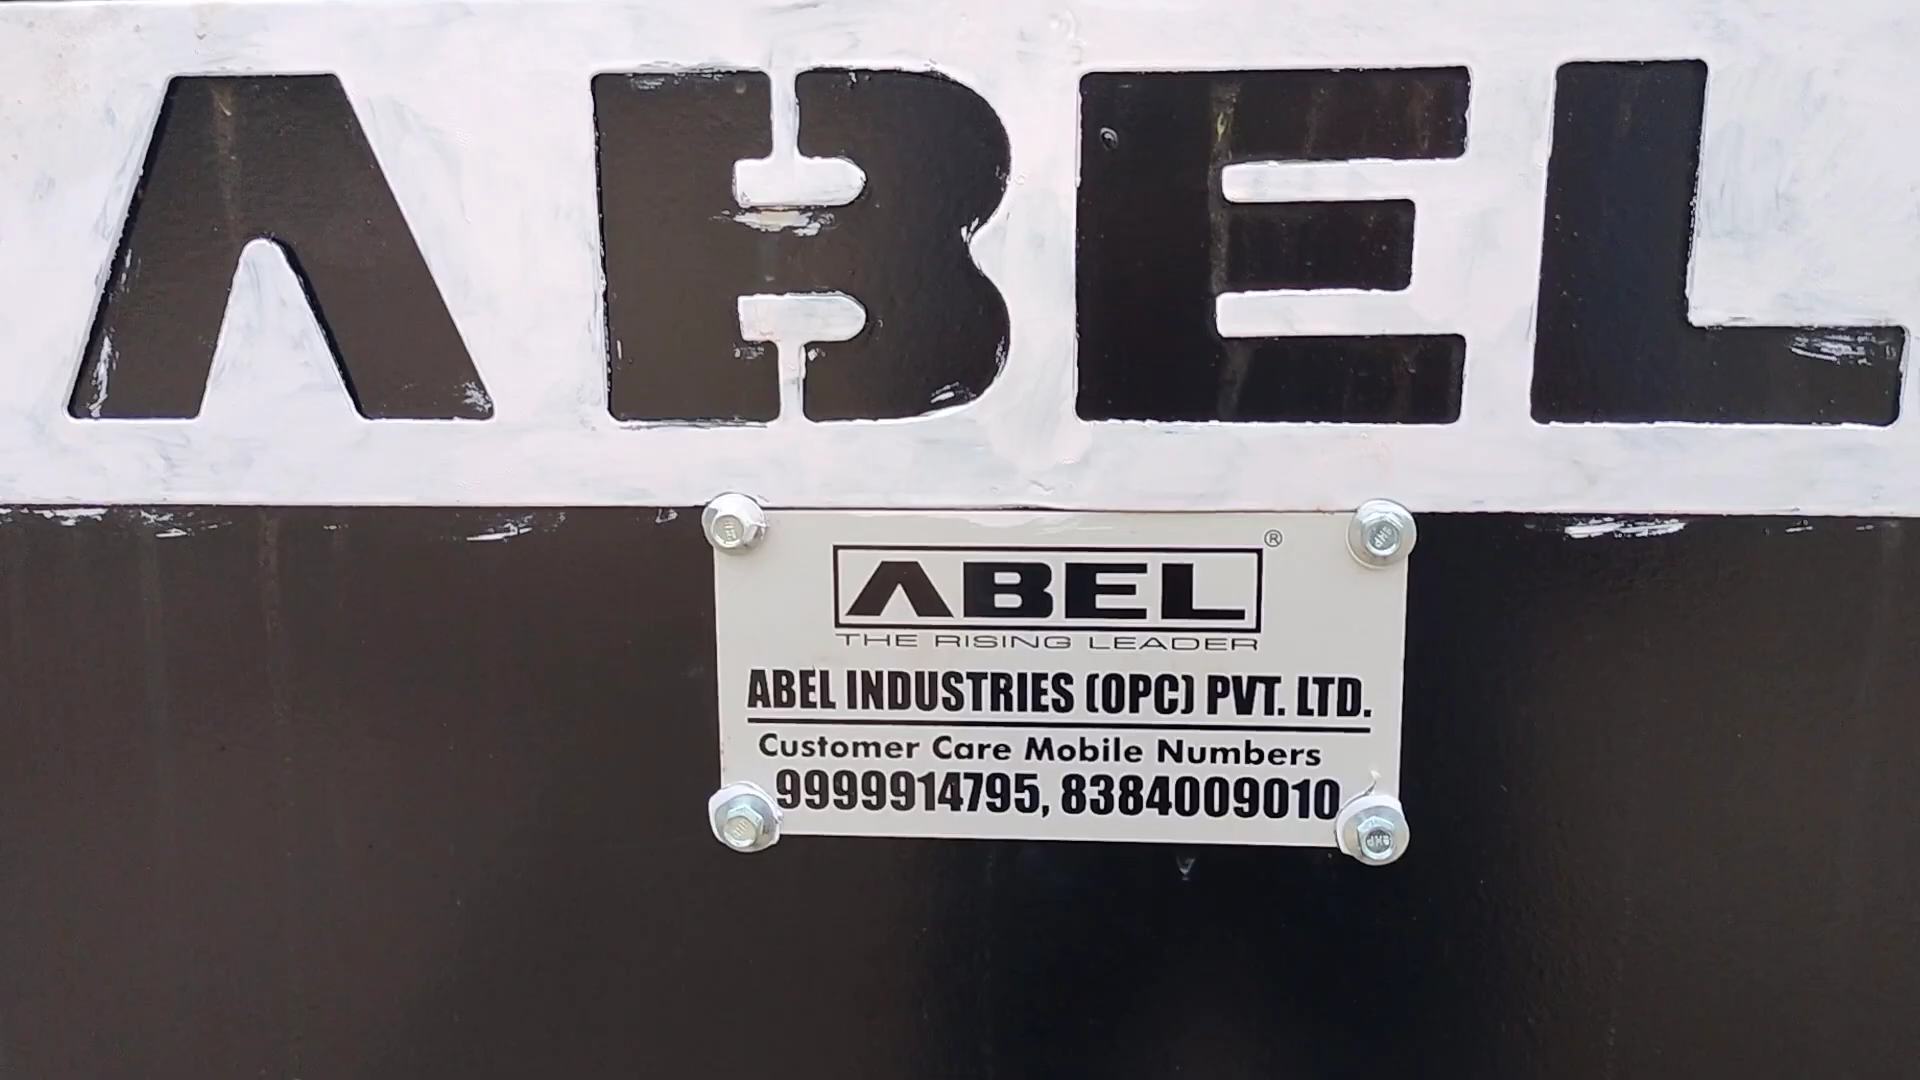 ABEL
ABEL ®
THE RISING LEADER
ABEL INDUSTRIES (OPC) PVT. LTD.
Customer Care Mobile Numbers
9999914795, 8384009010